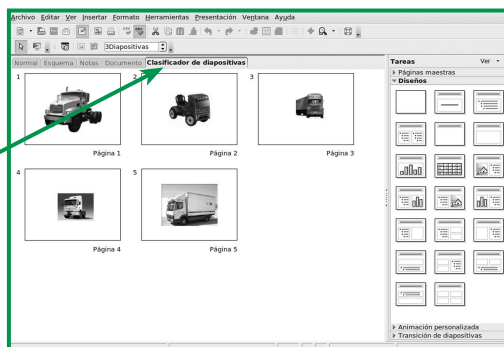 Archivo Editar Ver Insertar Formato Herramientas Presentación Ventana Ayuda
3Diapositivas
Normal Esquema Notas Documento Clasificador de diapositivas
Tareas Ver
Páginas maestras
Diseños
1
2
3
Página 1
Página 2
Página 3
4
5
Página 4
Página 5
Animación personalizada
Transición de diapositivas